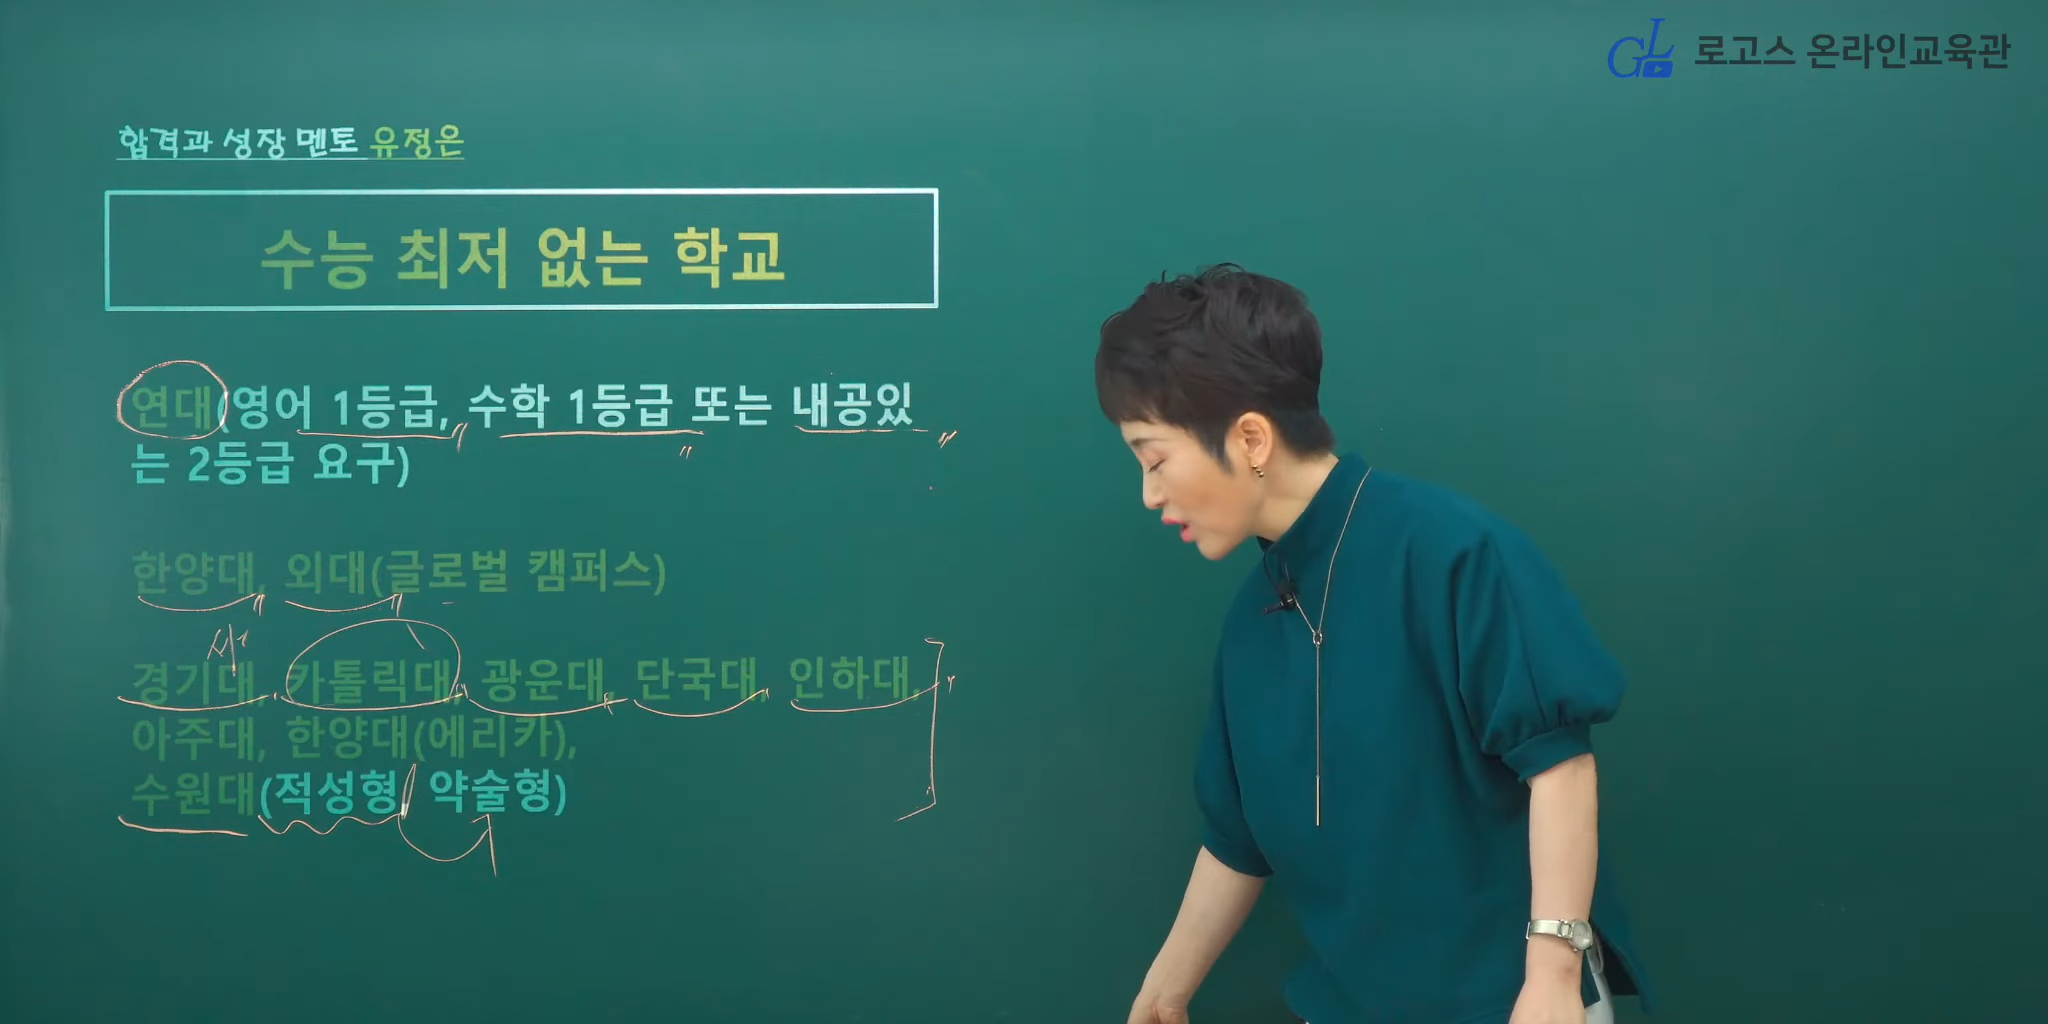 GL 로고스 온라인교육관
합격과 성장 멘토 유정은
수능 최저 없는 학교
연대(영어 1등급, 수학 1등급 또는 내공있
는 2등급 요구)
한양대, 외대(글로벌 캠퍼스)
경기대, 카톨릭대, 광운대, 단국대, 인하대,
아주대, 한양대(에리카),
수원대(적성형, 약술형)